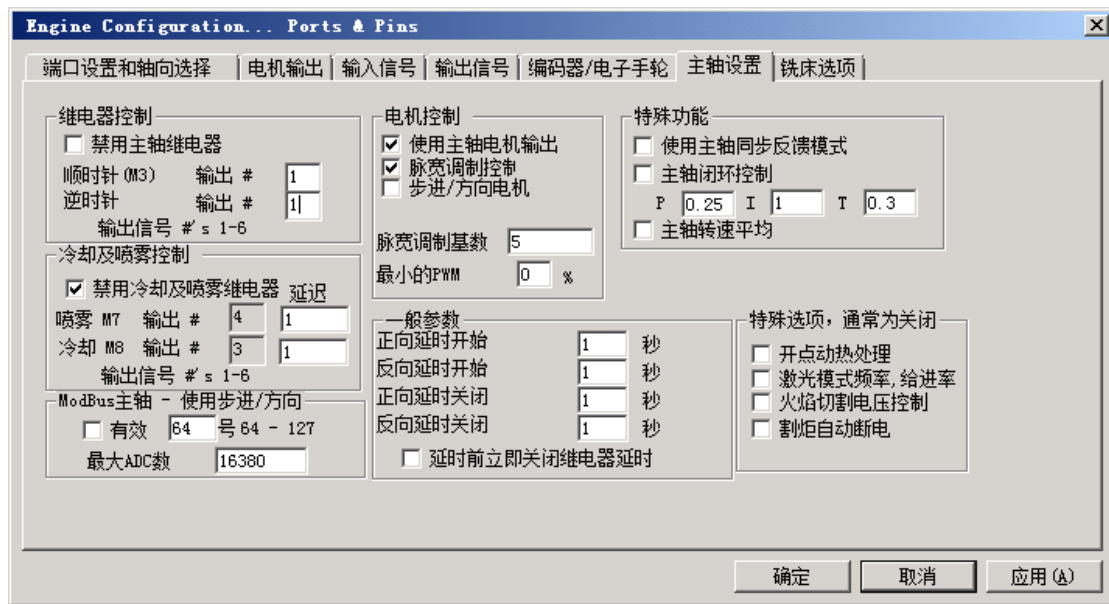 Engine Configuration... Ports & Pins
端口设置和轴向选择 电机输出 输入信号 输出信号 编码器/电子手轮 主轴设置 铣床选项
继电器控制
禁用主轴继电器
顺时针(M3) 输出 # 1
逆时针 输出 # 1
输出信号 #'s 1-6
冷却及喷雾控制
禁用冷却及喷雾继电器 延迟
喷雾 M7 输出 # 4 1
冷却 M8 输出 # 3 1
输出信号 #'s 1-6
ModBus主轴 - 使用步进/方向
有效 64 号 64 - 127
最大ADC数 16380
电机控制
使用主轴电机输出
脉宽调制控制
步进/方向电机
脉宽调制基数 5
最小的PWM 0 %
特殊功能
使用主轴同步反馈模式
主轴闭环控制
P 0.25 I 1 T 0.3
主轴转速平均
一般参数
正向延时开始 1 秒
反向延时开始 1 秒
正向延时关闭 1 秒
反向延时关闭 1 秒
延时前立即关闭继电器延时
特殊选项，通常为关闭
开点动热处理
激光模式频率,给进率
火焰切割电压控制
割炬自动断电
确定 取消 应用(A)